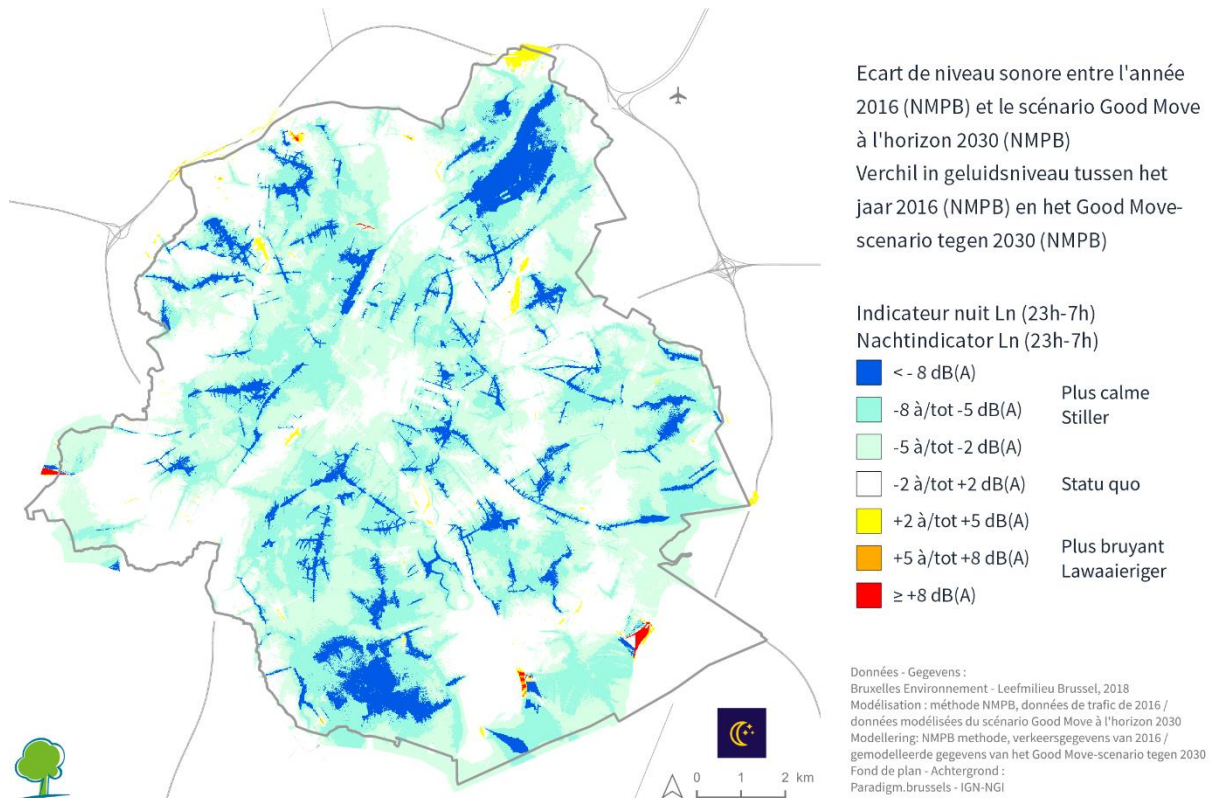 Ecart de niveau sonore entre l'année
2016 (NMPB) et le scénario Good Move
à l'horizon 2030 (NMPB)
Verchil in geluidsniveau tussen het
jaar 2016 (NMPB) en het Good Move-
scenario tegen 2030 (NMPB)
Indicateur nuit Ln (23h-7h)
Nachtindicator Ln (23h-7h)
< - 8 dB(A)
-8 à/tot -5 dB(A)
Plus calme
Stiller
-5 à/tot -2 dB(A)
-2 à/tot +2 dB(A) Statu quo
+2 à/tot +5 dB(A)
+5 à/tot +8 dB(A)
Plus bruyant
Lawaaieriger
≥ +8 dB(A)
Données - Gegevens :
Bruxelles Environnement - Leefmilieu Brussel, 2018
Modélisation : méthode NMPB, données de trafic de 2016 /
données modélisées du scénario Good Move à l'horizon 2030
Modellering: NMPB methode, verkeersgegevens van 2016 /
gemodelleerde gegevens van het Good Move-scenario tegen 2030
Fond de plan - Achtergrond :
Paradigm.brussels - IGN-NGI
0 1 2 km